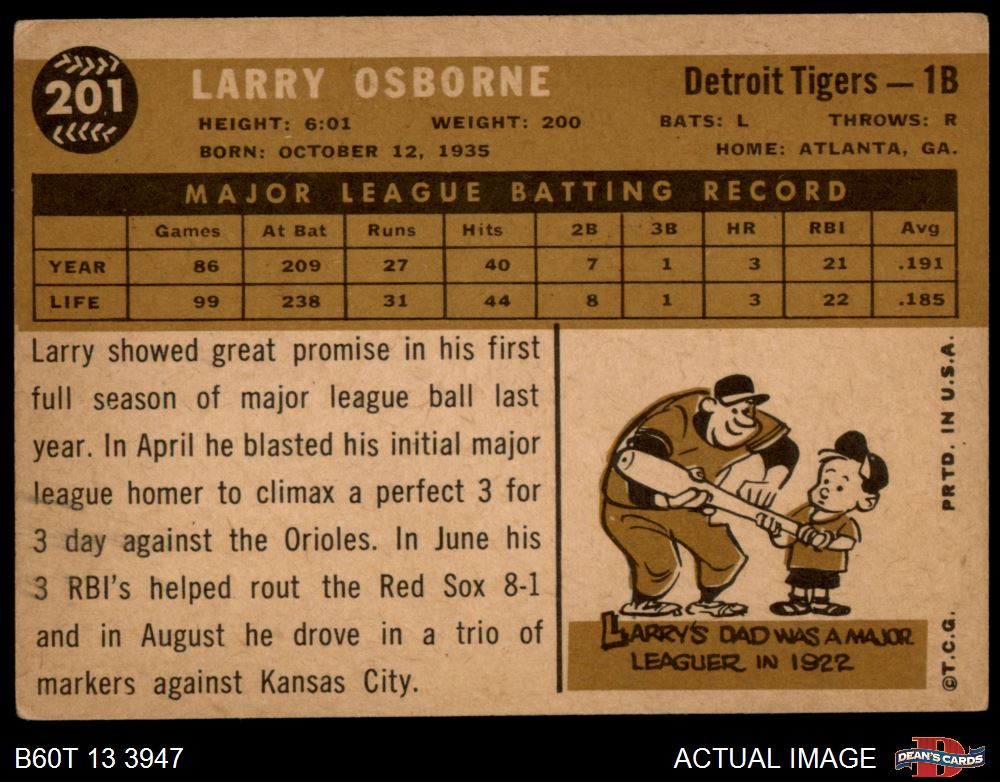 201
LARRY OSBORNE
Detroit Tigers — 1B
HEIGHT: 6:01 WEIGHT: 200 BATS: L THROWS: R
BORN: OCTOBER 12, 1935 HOME: ATLANTA, GA.
MAJOR LEAGUE BATTING RECORD
Games At Bat Runs Hits 2B 3B HR RBI Avg
YEAR 86 209 27 40 7 1 3 21 .191
LIFE 99 238 31 44 8 1 3 22 .185
Larry showed great promise in his first
full season of major league ball last
year. In April he blasted his initial major
league homer to climax a perfect 3 for
3 day against the Orioles. In June his
3 RBI's helped rout the Red Sox 8-1
and in August he drove in a trio of
markers against Kansas City.
LARRY'S DAD WAS A MAJOR
LEAGUER IN 1922
©T.C.G. PRTD. IN U.S.A.
B60T 13 3947
ACTUAL IMAGE
D
DEAN'S CARDS